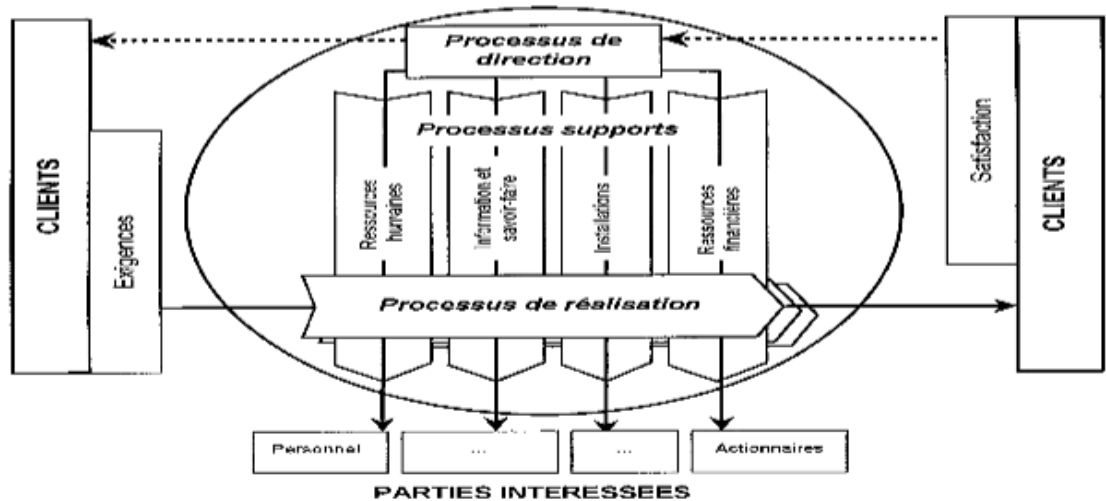 Processus de
direction
Processus supports
CLIENTS
Exigences
Ressources
humaines
Information et
savoir-faire
Installations
Ressources
financières
Satisfaction
CLIENTS
Processus de réalisation
Personnel
...
...
Actionnaires
PARTIES INTERESSEES